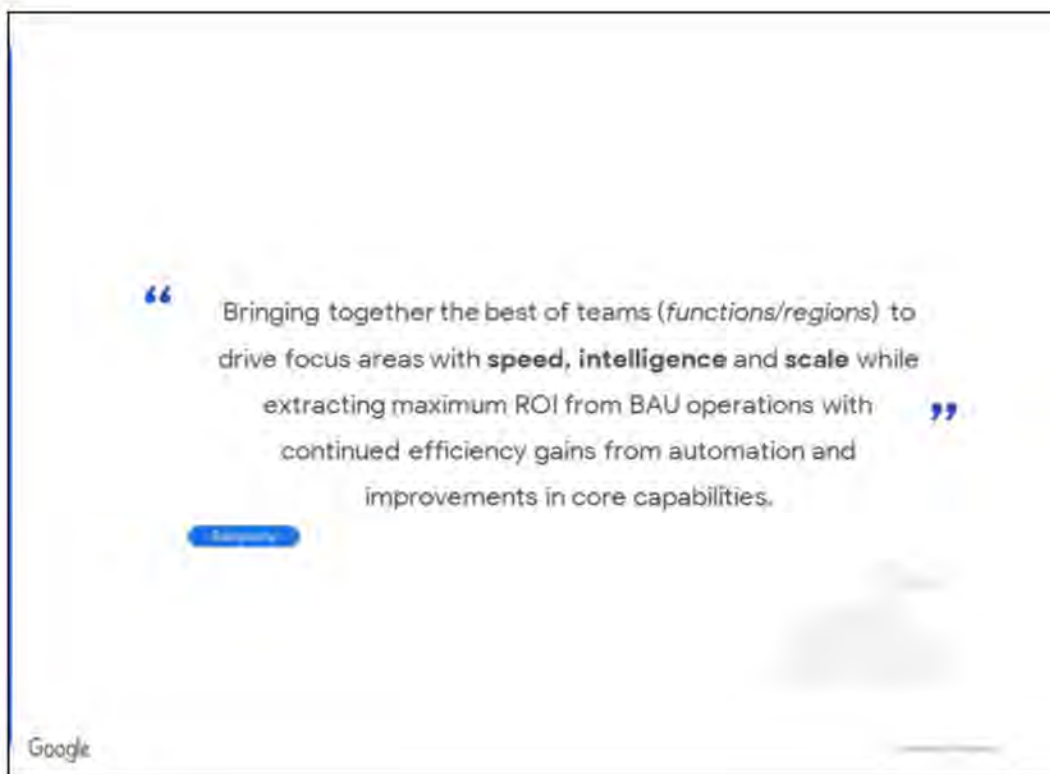 “ Bringing together the best of teams (functions/regions) to
drive focus areas with speed, intelligence and scale while
extracting maximum ROI from BAU operations with ”
continued efficiency gains from automation and
improvements in core capabilities.
Google